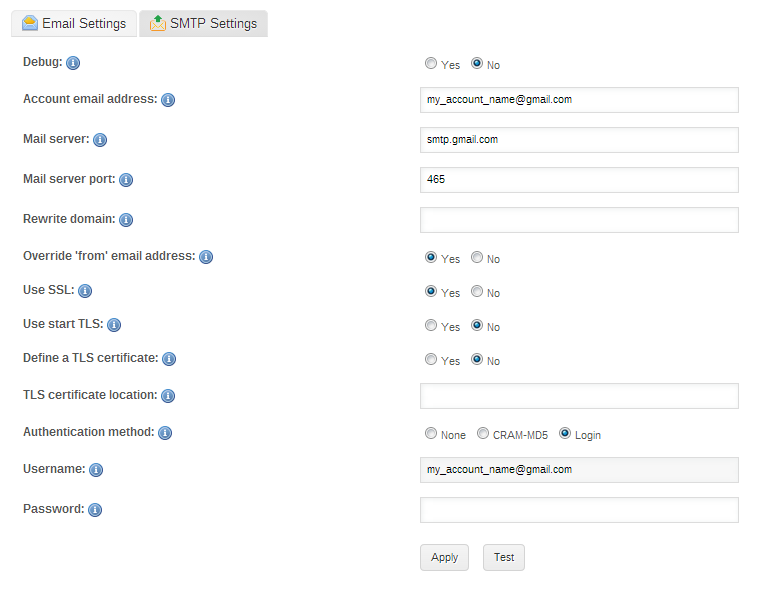 Email Settings SMTP Settings
Debug: Yes No
Account email address: my_account_name@gmail.com
Mail server: smtp.gmail.com
Mail server port: 465
Rewrite domain:
Override 'from' email address: Yes No
Use SSL: Yes No
Use start TLS: Yes No
Define a TLS certificate: Yes No
TLS certificate location:
Authentication method: None CRAM-MD5 Login
Username: my_account_name@gmail.com
Password:
Apply Test